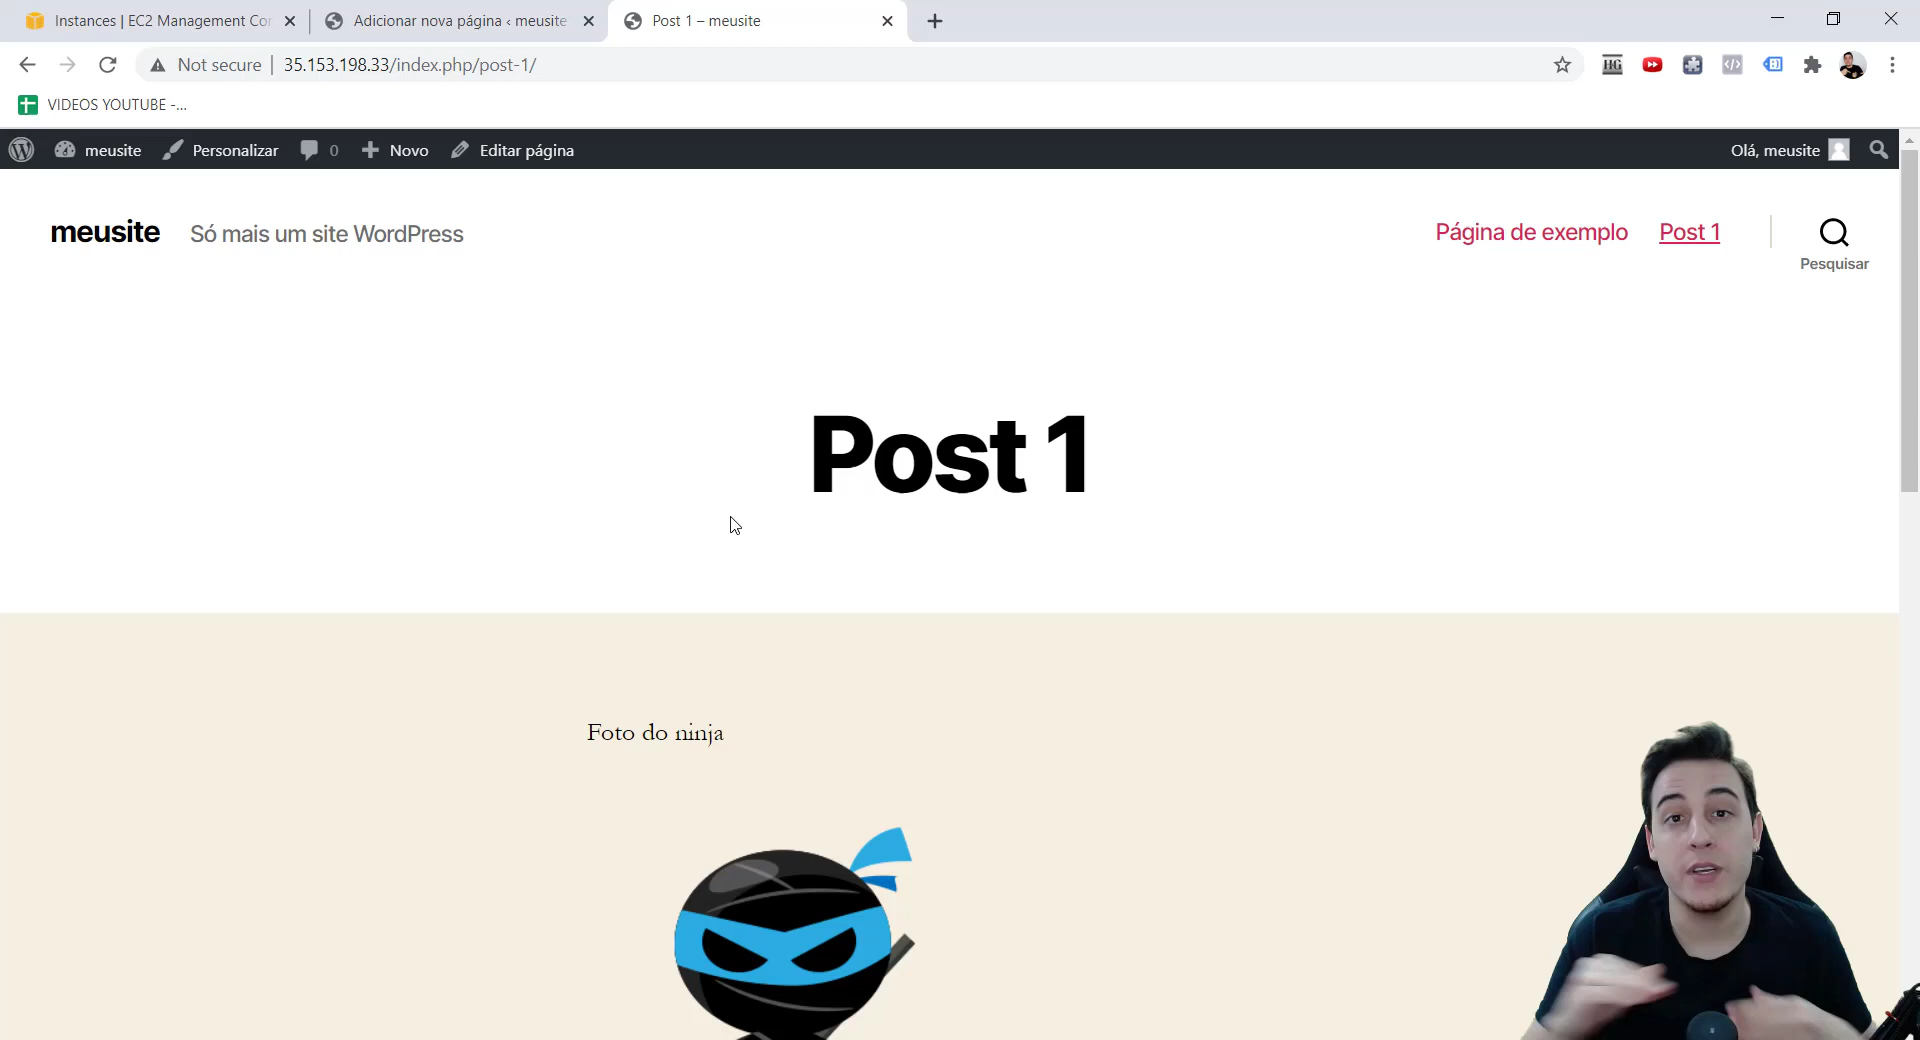 Instances | EC2 Management Cor
Adicionar nova página ‹ meusite
Post 1 – meusite
Not secure
35.153.198.33/index.php/post-1/
HG
VIDEOS YOUTUBE -...
meusite
Personalizar
0
Novo
Editar página
Olá, meusite
meusite
Só mais um site WordPress
Página de exemplo
Post 1
Pesquisar
Post 1
Foto do ninja